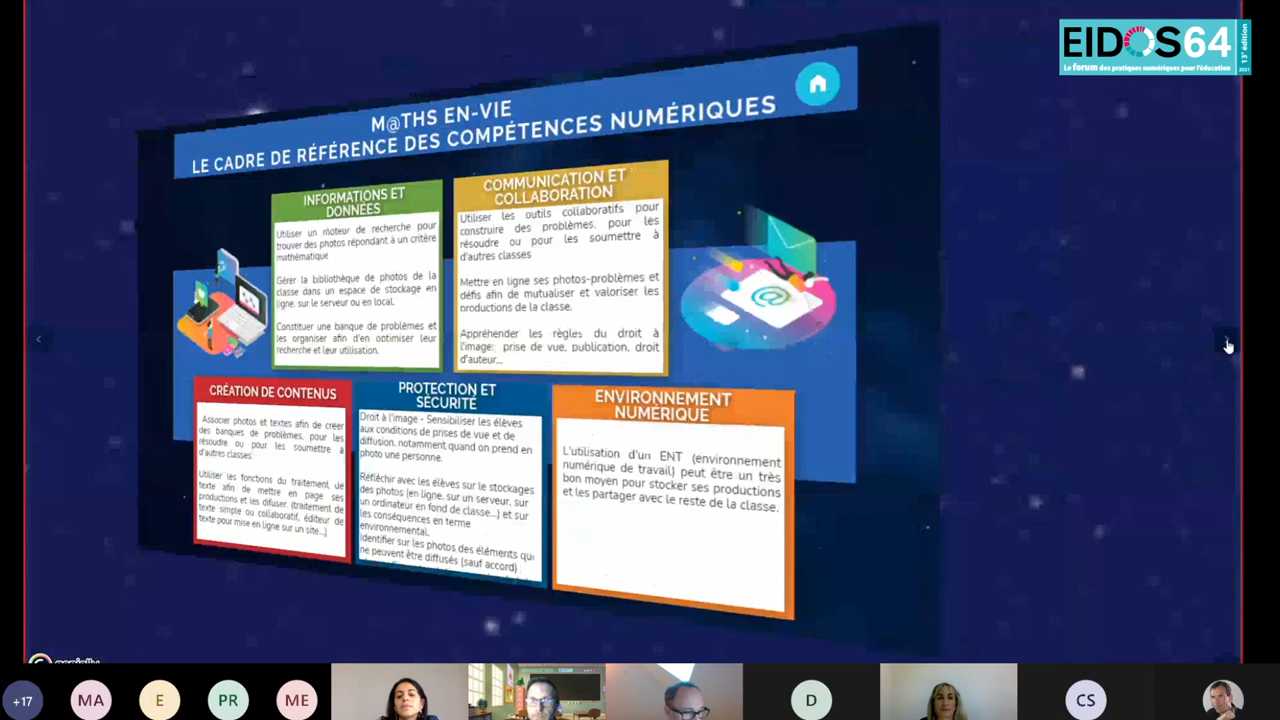 EIDOS64
Le forum des pratiques numériques pour l'éducation
13e édition
2021
M@THS EN-VIE
LE CADRE DE RÉFÉRENCE DES COMPÉTENCES NUMÉRIQUES
INFORMATIONS ET
DONNÉES
Utiliser un moteur de recherche pour
trouver des photos répondant à un critère
mathématique
Gérer la bibliothèque de photos de la
classe dans un espace de stockage en
ligne, sur le serveur ou en local.
Constituer une banque de problèmes et
les organiser afin d'en optimiser leur
recherche et leur utilisation.
COMMUNICATION ET
COLLABORATION
Utiliser les outils collaboratifs pour
construire des problèmes, pour les
résoudre ou pour les soumettre à
d'autres classes
Mettre en ligne ses photos-problèmes et
défis afin de mutualiser et valoriser les
productions de la classe.
Appréhender les règles du droit à
l'image: prise de vue, publication, droit
d'auteur...
CRÉATION DE CONTENUS
Associer photos et textes afin de créer
des banques de problèmes, pour les
résoudre ou pour les soumettre à
d'autres classes.
Utiliser les fonctions du traitement de
texte afin de mettre en page ses
productions et les difuser (traitement de
texte simple ou collaboratif, éditeur de
texte pour mise en ligne sur un site...)
PROTECTION ET
SÉCURITÉ
Droit à l'image - Sensibiliser les élèves
aux conditions de prises de vue et de
diffusion, notamment quand on prend en
photo une personne.
Réfléchir avec les élèves sur le stockages
des photos (en ligne, sur un serveur, sur
un ordinateur en fond de classe...) et sur
les conséquences en terme
environnemental.
Identifier sur les photos des éléments qui
ne peuvent être diffusés (sauf accord)
ENVIRONNEMENT
NUMÉRIQUE
L'utilisation d'un ENT (environnement
numérique de travail) peut être un très
bon moyen pour stocker ses productions
et les partager avec le reste de la classe.
@
+17
MA
E
PR
ME
D
CS